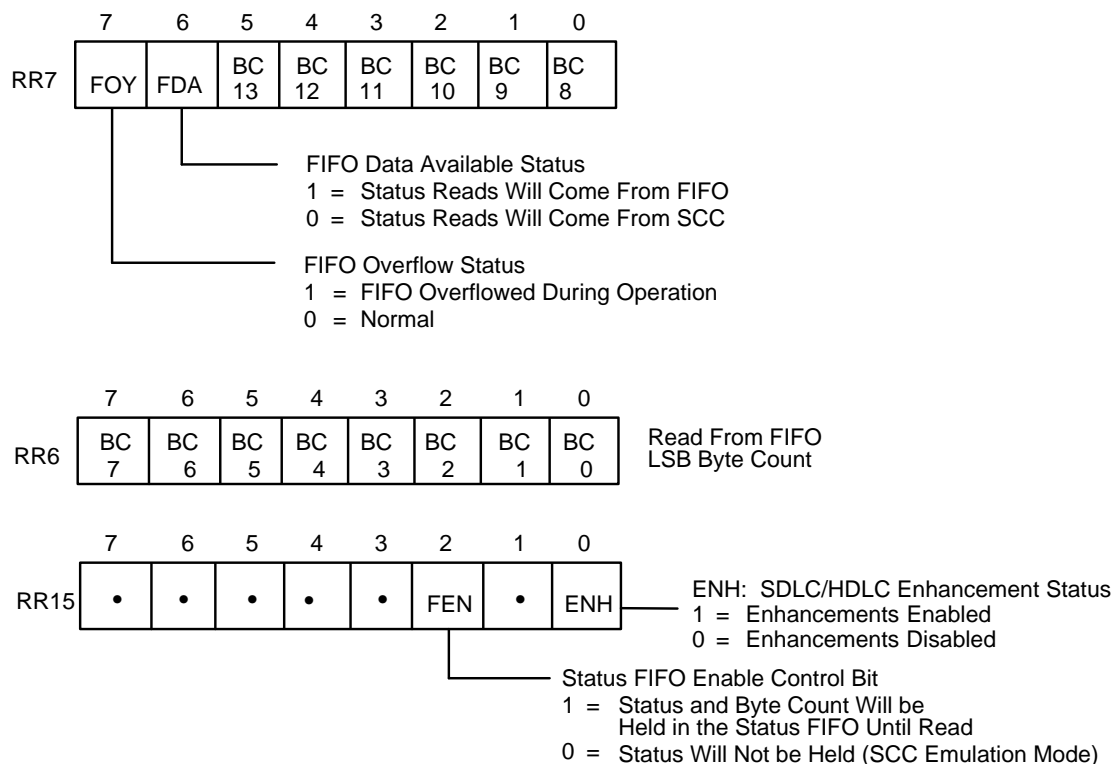 7 6 5 4 3 2 1 0
RR7 FOY FDA BC 13 BC 12 BC 11 BC 10 BC 9 BC 8
FIFO Data Available Status
1 = Status Reads Will Come From FIFO
0 = Status Reads Will Come From SCC
FIFO Overflow Status
1 = FIFO Overflowed During Operation
0 = Normal
7 6 5 4 3 2 1 0
RR6 BC 7 BC 6 BC 5 BC 4 BC 3 BC 2 BC 1 BC 0
Read From FIFO
LSB Byte Count
7 6 5 4 3 2 1 0
RR15 • • • • • FEN • ENH
ENH: SDLC/HDLC Enhancement Status
1 = Enhancements Enabled
0 = Enhancements Disabled
Status FIFO Enable Control Bit
1 = Status and Byte Count Will be
Held in the Status FIFO Until Read
0 = Status Will Not be Held (SCC Emulation Mode)